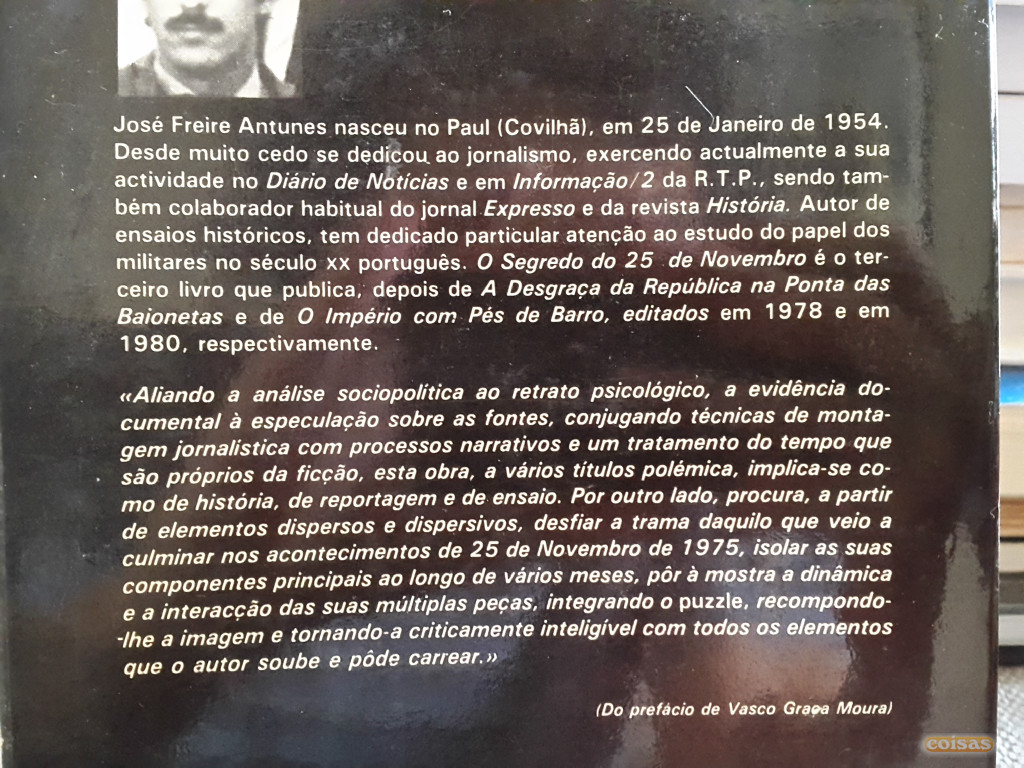 José Freire Antunes nasceu no Paul (Covilhã), em 25 de Janeiro de 1954.
Desde muito cedo se dedicou ao jornalismo, exercendo actualmente a sua
actividade no Diário de Notícias e em Informação/2 da R.T.P., sendo tam-
bém colaborador habitual do jornal Expresso e da revista História. Autor de
ensaios históricos, tem dedicado particular atenção ao estudo do papel dos
militares no século xx português. O Segredo do 25 de Novembro é o ter-
ceiro livro que publica, depois de A Desgraça da República na Ponta das
Baionetas e de O Império com Pés de Barro, editados em 1978 e em
1980, respectivamente.
«Aliando a análise sociopolítica ao retrato psicológico, a evidência do-
cumental à especulação sobre as fontes, conjugando técnicas de monta-
gem jornalistica com processos narrativos e um tratamento do tempo que
são próprios da ficção, esta obra, a vários títulos polémica, implica-se co-
mo de história, de reportagem e de ensaio. Por outro lado, procura, a partir
de elementos dispersos e dispersivos, desfiar a trama daquilo que veio a
culminar nos acontecimentos de 25 de Novembro de 1975, isolar as suas
componentes principais ao longo de vários meses, pôr à mostra a dinâmica
e a interacção das suas múltiplas peças, integrando o puzzle, recompondo-
-lhe a imagem e tornando-a criticamente inteligível com todos os elementos
que o autor soube e pôde carrear.»
(Do prefácio de Vasco Graça Moura)
coisas